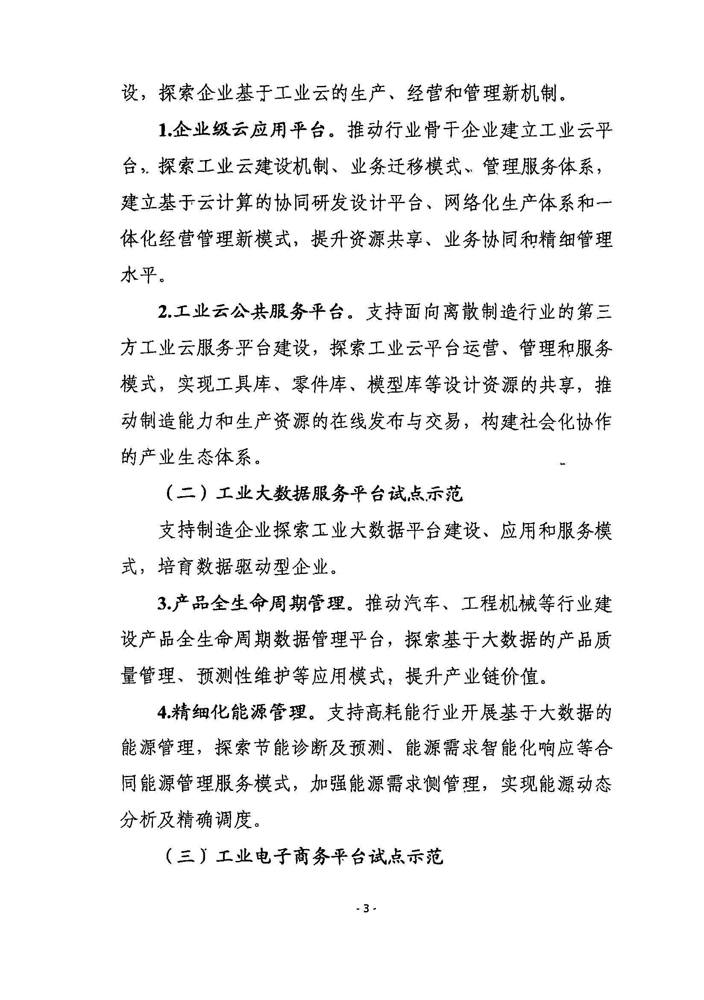 设，探索企业基于工业云的生产、经营和管理新机制。
1.企业级云应用平台。推动行业骨干企业建立工业云平
台，探索工业云建设机制、业务迁移模式、管理服务体系，
建立基于云计算的协同研发设计平台、网络化生产体系和一
体化经营管理新模式，提升资源共享、业务协同和精细管理
水平。
2.工业云公共服务平台。支持面向离散制造行业的第三
方工业云服务平台建设，探索工业云平台运营、管理和服务
模式，实现工具库、零件库、模型库等设计资源的共享，推
动制造能力和生产资源的在线发布与交易，构建社会化协作
的产业生态体系。
（二）工业大数据服务平台试点示范
支持制造企业探索工业大数据平台建设、应用和服务模
式，培育数据驱动型企业。
3.产品全生命周期管理。推动汽车、工程机械等行业建
设产品全生命周期数据管理平台，探索基于大数据的产品质
量管理、预测性维护等应用模式，提升产业链价值。
4.精细化能源管理。支持高耗能行业开展基于大数据的
能源管理，探索节能诊断及预测、能源需求智能化响应等合
同能源管理服务模式，加强能源需求侧管理，实现能源动态
分析及精确调度。
（三）工业电子商务平台试点示范
- 3 -